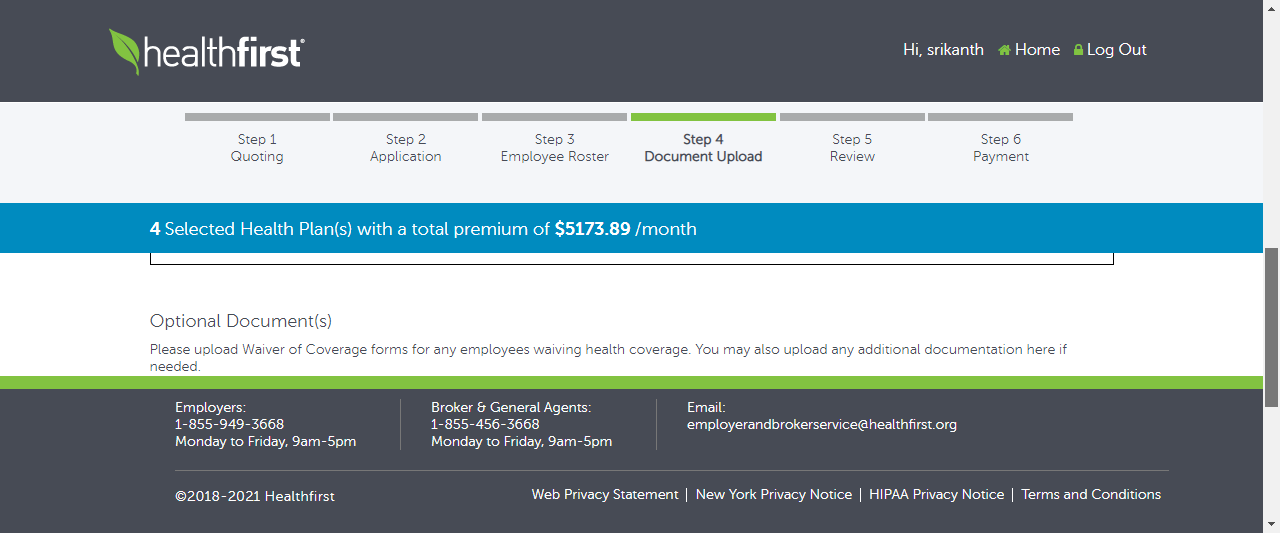 healthfirst®
Hi, srikanth Home Log Out
Step 1
Quoting
Step 2
Application
Step 3
Employee Roster
Step 4
Document Upload
Step 5
Review
Step 6
Payment
4 Selected Health Plan(s) with a total premium of $5173.89 /month
Optional Document(s)
Please upload Waiver of Coverage forms for any employees waiving health coverage. You may also upload any additional documentation here if
needed.
Employers:
1-855-949-3668
Monday to Friday, 9am-5pm
Broker & General Agents:
1-855-456-3668
Monday to Friday, 9am-5pm
Email:
employerandbrokerservice@healthfirst.org
©2018-2021 Healthfirst
Web Privacy Statement | New York Privacy Notice | HIPAA Privacy Notice | Terms and Conditions